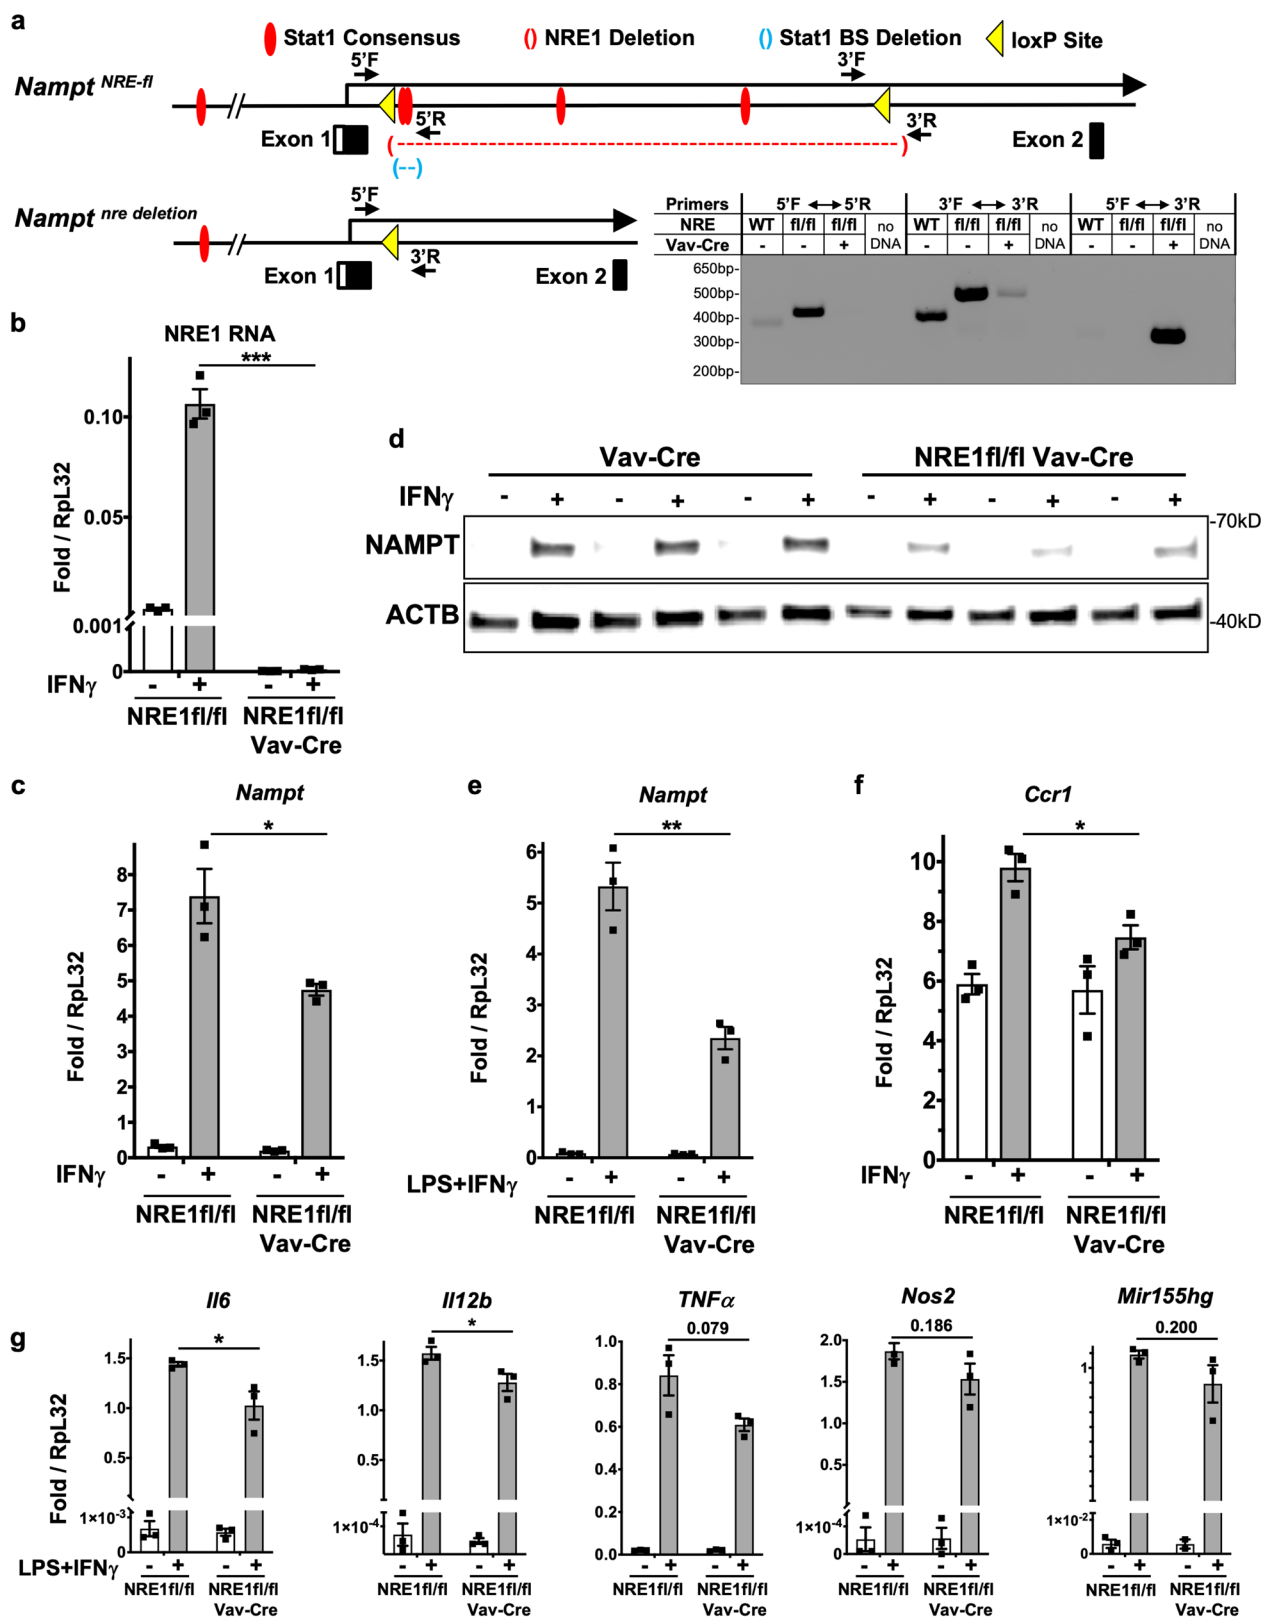 a
Stat1 Consensus
NRE1 Deletion
Stat1 BS Deletion
loxP Site
Nampt NRE-fl
5'F
3'F
5'R
3'R
Exon 1
Exon 2
Nampt nre deletion
5'F
3'R
Exon 1
Exon 2
Primers 5'F 5'R 3'F 3'R 5'F 3'R
NRE WT fl/fl fl/fl no DNA WT fl/fl fl/fl no DNA WT fl/fl fl/fl no DNA
Vav-Cre - - + - - + - - +
650bp-
500bp-
400bp-
300bp-
200bp-
b
NRE1 RNA
***
Fold / RpL32
0.10
0.05
0.001
0
IFNγ - + - +
NRE1fl/fl NRE1fl/fl
Vav-Cre
d
Vav-Cre NRE1fl/fl Vav-Cre
IFNγ - + - + - + - + - + - +
NAMPT
-70kD
ACTB
-40kD
c
Nampt
*
Fold / RpL32
8
7
6
5
4
3
2
1
0
IFNγ - + - +
NRE1fl/fl NRE1fl/fl
Vav-Cre
e
Nampt
**
Fold / RpL32
6
5
4
3
2
1
0
LPS+IFNγ - + - +
NRE1fl/fl NRE1fl/fl
Vav-Cre
f
Ccr1
*
Fold / RpL32
10
8
6
4
2
0
IFNγ - + - +
NRE1fl/fl NRE1fl/fl
Vav-Cre
g
Il6
*
Fold / RpL32
1.5
1.0
0.5
1×10⁻³
0
LPS+IFNγ - + - +
NRE1fl/fl NRE1fl/fl
Vav-Cre
Il12b
*
1.5
1.0
0.5
1×10⁻⁴
- + - +
NRE1fl/fl NRE1fl/fl
Vav-Cre
TNFα
0.079
1.0
0.8
0.6
0.4
0.2
0.0
- + - +
NRE1fl/fl NRE1fl/fl
Vav-Cre
Nos2
0.186
2.0
1.5
1.0
0.5
1×10⁻⁴
0
- + - +
NRE1fl/fl NRE1fl/fl
Vav-Cre
Mir155hg
0.200
1
1×10⁻²
0
- + - +
NRE1fl/fl NRE1fl/fl
Vav-Cre